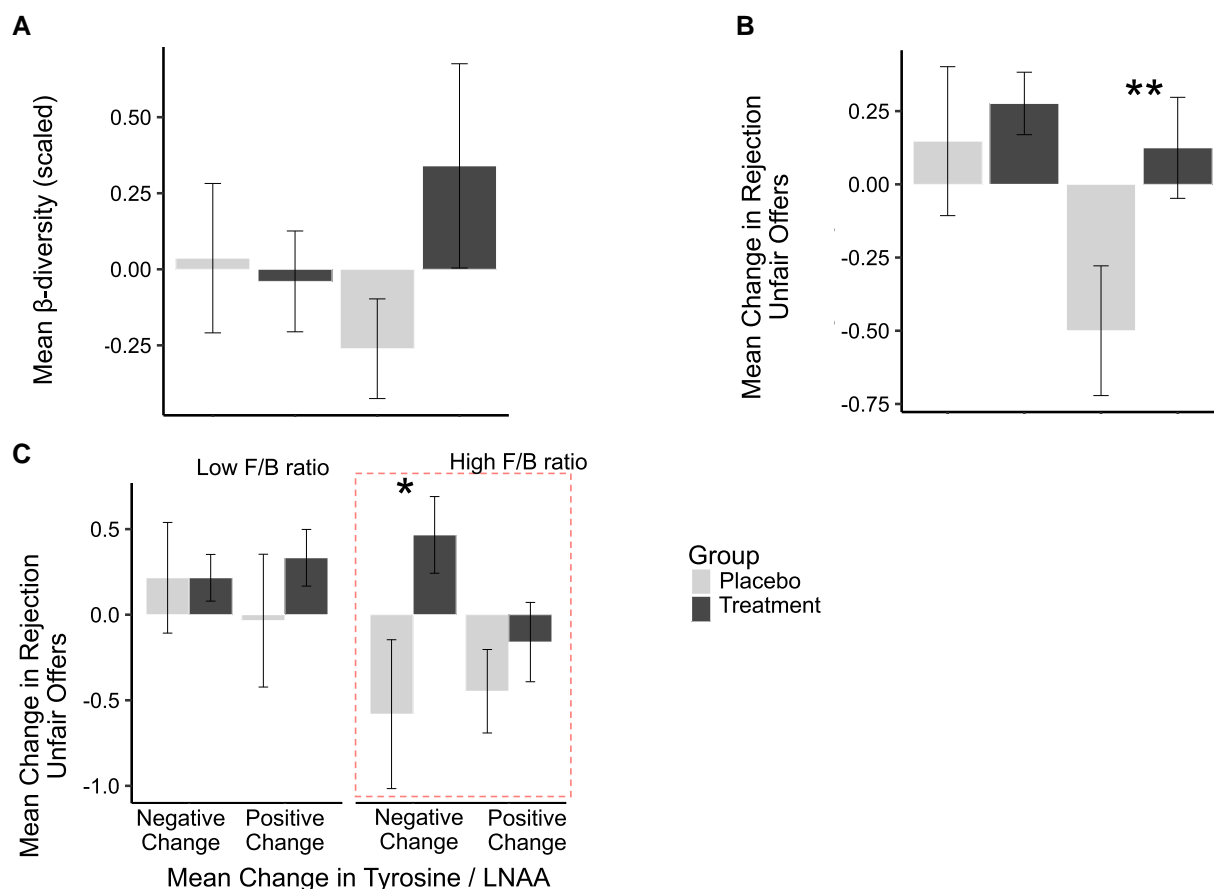 A
Mean β-diversity (scaled)
0.50
0.25
0.00
-0.25
B
Mean Change in Rejection
Unfair Offers
0.25
0.00
-0.25
-0.50
-0.75
**
C
Low F/B ratio
High F/B ratio
Mean Change in Rejection
Unfair Offers
0.5
0.0
-0.5
-1.0
*
Negative
Change
Positive
Change
Negative
Change
Positive
Change
Mean Change in Tyrosine / LNAA
Group
Placebo
Treatment